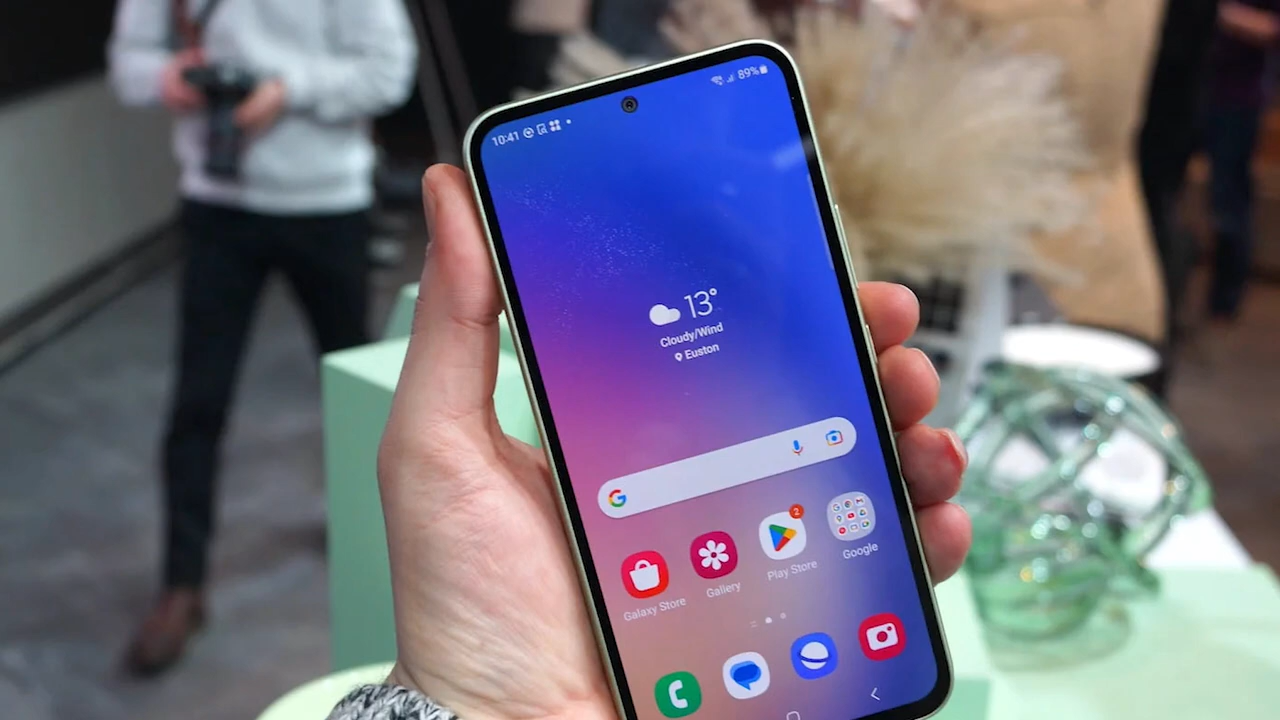 10:41
89%
13°
Cloudy/Wind
Euston
G
2
Galaxy Store
Gallery
Play Store
Google